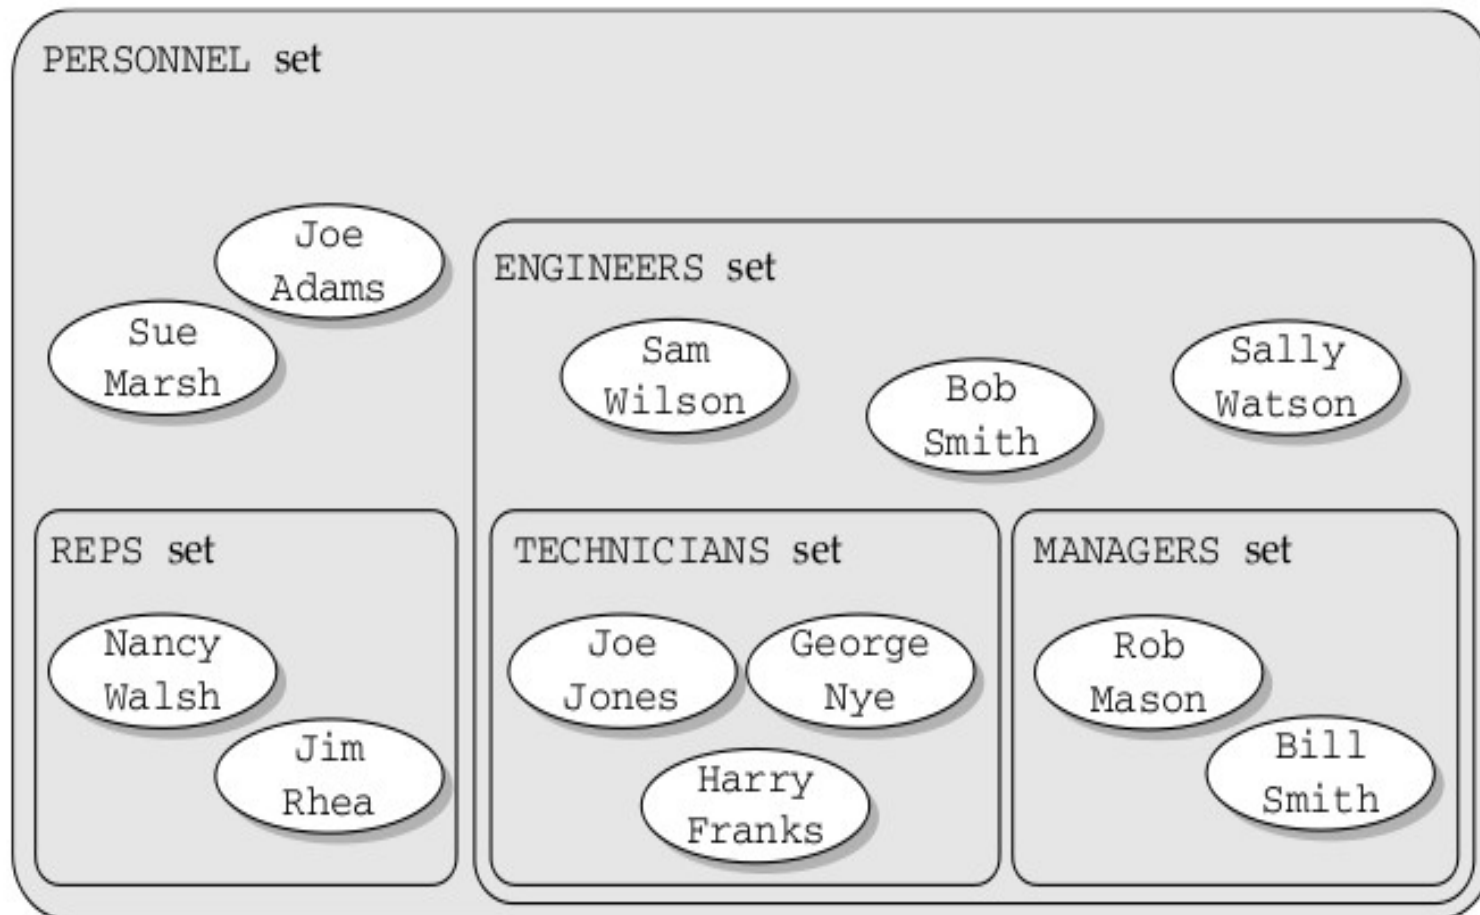 PERSONNEL set
Joe
Adams
Sue
Marsh
ENGINEERS set
Sam
Wilson
Bob
Smith
Sally
Watson
REPS set
Nancy
Walsh
Jim
Rhea
TECHNICIANS set
Joe
Jones
George
Nye
Harry
Franks
MANAGERS set
Rob
Mason
Bill
Smith